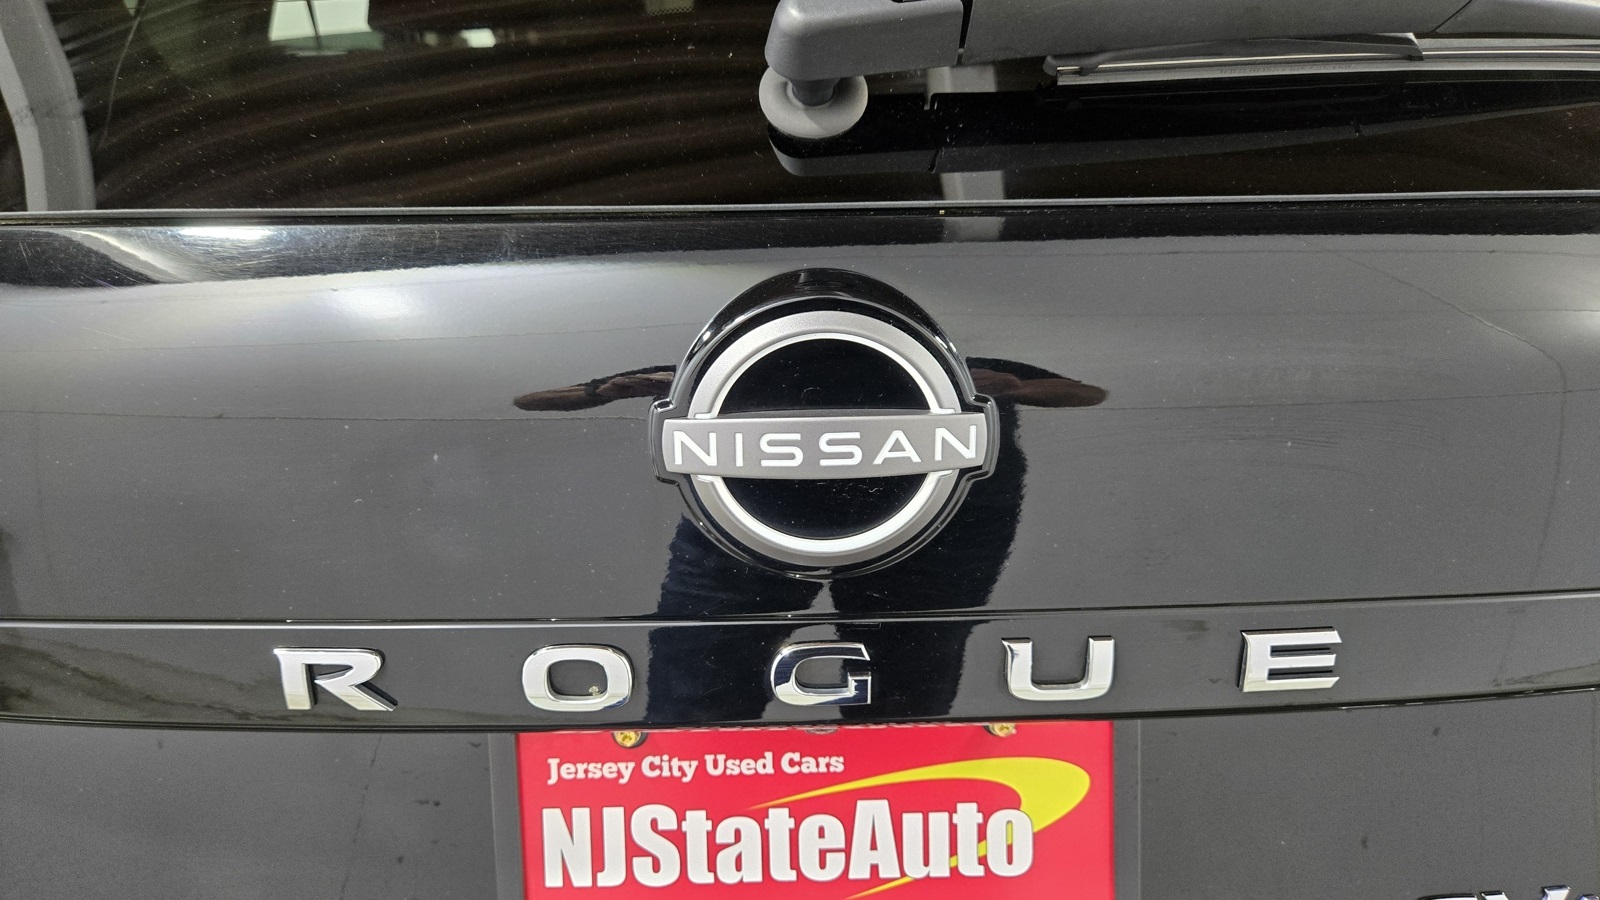 NISSAN
ROGUE
Jersey City Used Cars
NJStateAuto